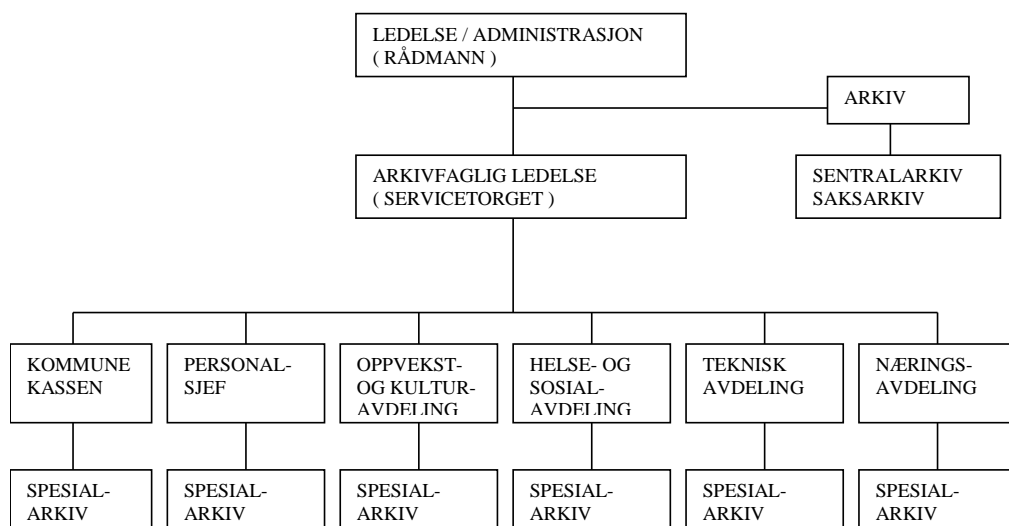 LEDELSE / ADMINISTRASJON
( RÅDMANN )
ARKIV
ARKIVFAGLIG LEDELSE
( SERVICETORGET )
SENTRALARKIV
SAKSARKIV
KOMMUNE
KASSEN
PERSONAL-
SJEF
OPPVEKST-
OG KULTUR-
AVDELING
HELSE- OG
SOSIAL-
AVDELING
TEKNISK
AVDELING
NÆRINGS-
AVDELING
SPESIAL-
ARKIV
SPESIAL-
ARKIV
SPESIAL-
ARKIV
SPESIAL-
ARKIV
SPESIAL-
ARKIV
SPESIAL-
ARKIV